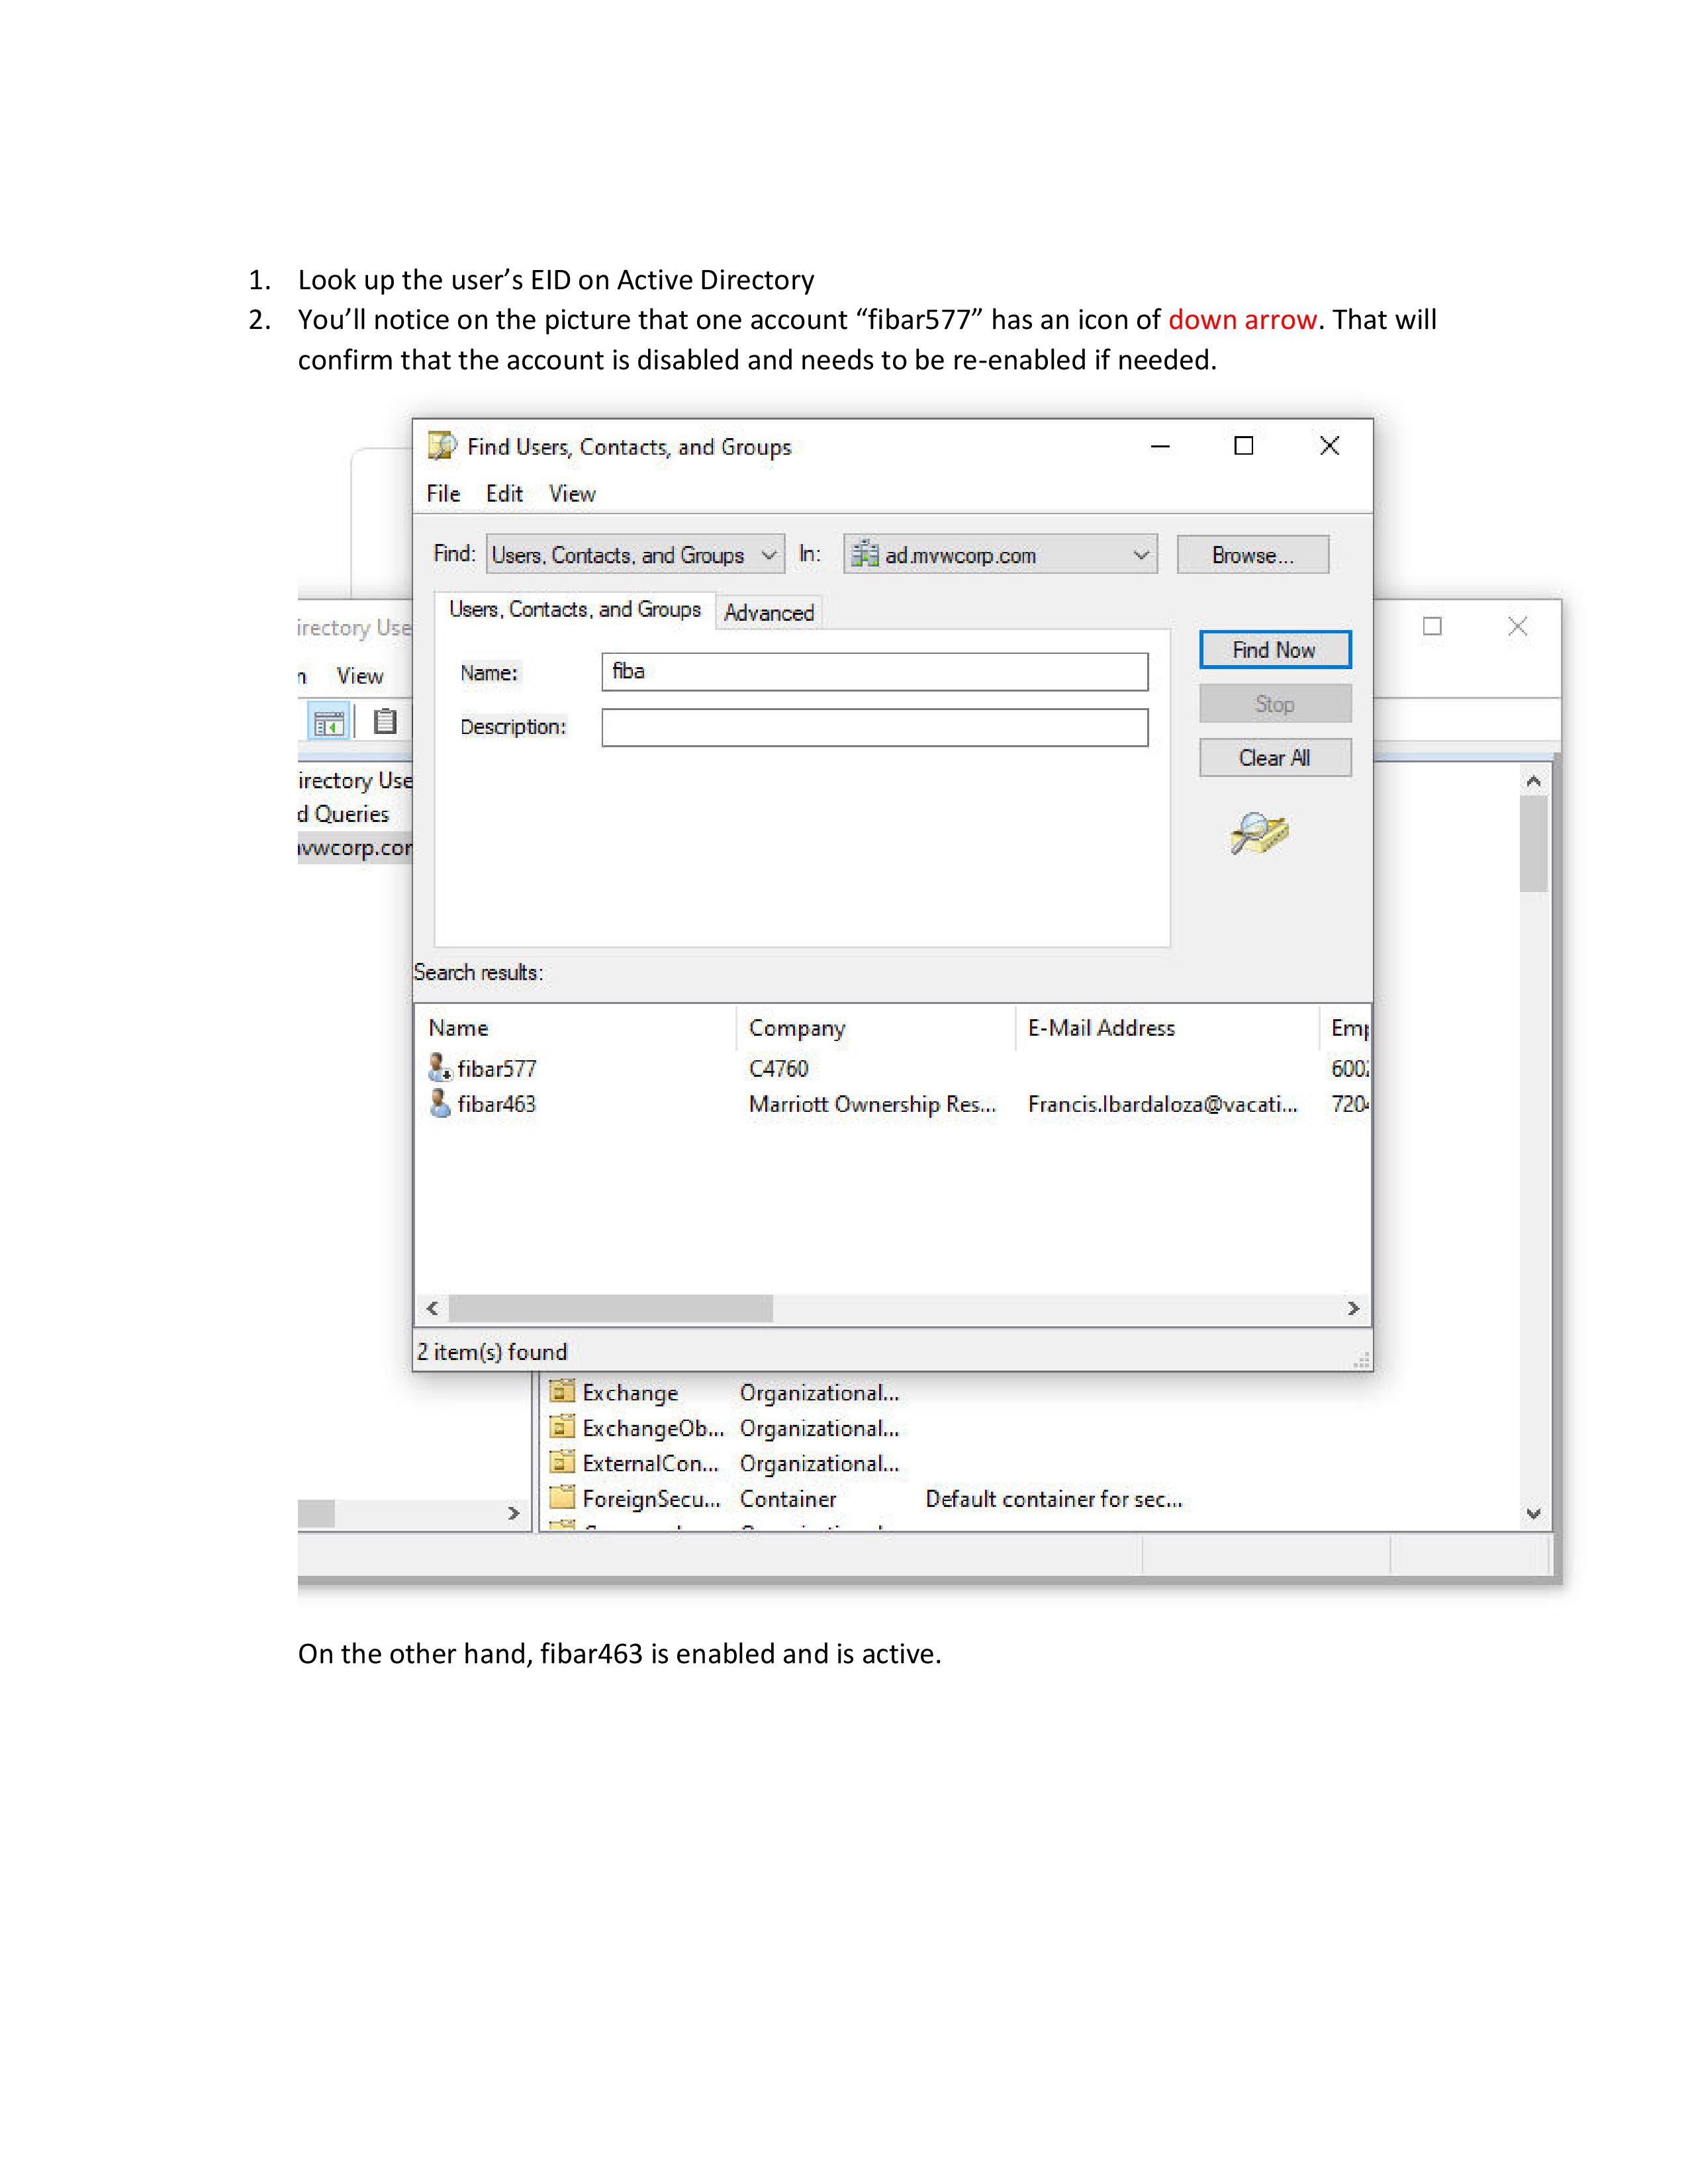 1. Look up the user’s EID on Active Directory
2. You’ll notice on the picture that one account “fibar577” has an icon of down arrow. That will
confirm that the account is disabled and needs to be re-enabled if needed.
Find Users, Contacts, and Groups
File Edit View
Find: Users, Contacts, and Groups In: ad.mvwcorp.com Browse...
Users, Contacts, and Groups Advanced
irectory Use
Name: fiba Find Now
n View
Stop
Description:
Clear All
irectory Use
d Queries
nvwcorp.cor
Search results:
Name Company E-Mail Address Emp
fibar577 C4760 6002
fibar463 Marriott Ownership Res... Francis.Ibardaloza@vacati... 7204
2 item(s) found
Exchange Organizational...
ExchangeOb... Organizational...
ExternalCon... Organizational...
ForeignSecu... Container Default container for sec...
On the other hand, fibar463 is enabled and is active.